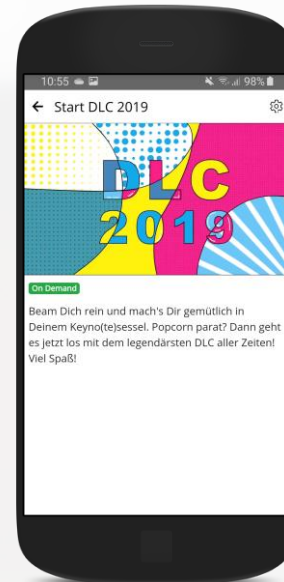 10:55 98%
Start DLC 2019
DLC
2019
On Demand
Beam Dich rein und mach's Dir gemütlich in
Deinem Keyno(te)sessel. Popcorn parat? Dann geht
es jetzt los mit dem legendärsten DLC aller Zeiten!
Viel Spaß!